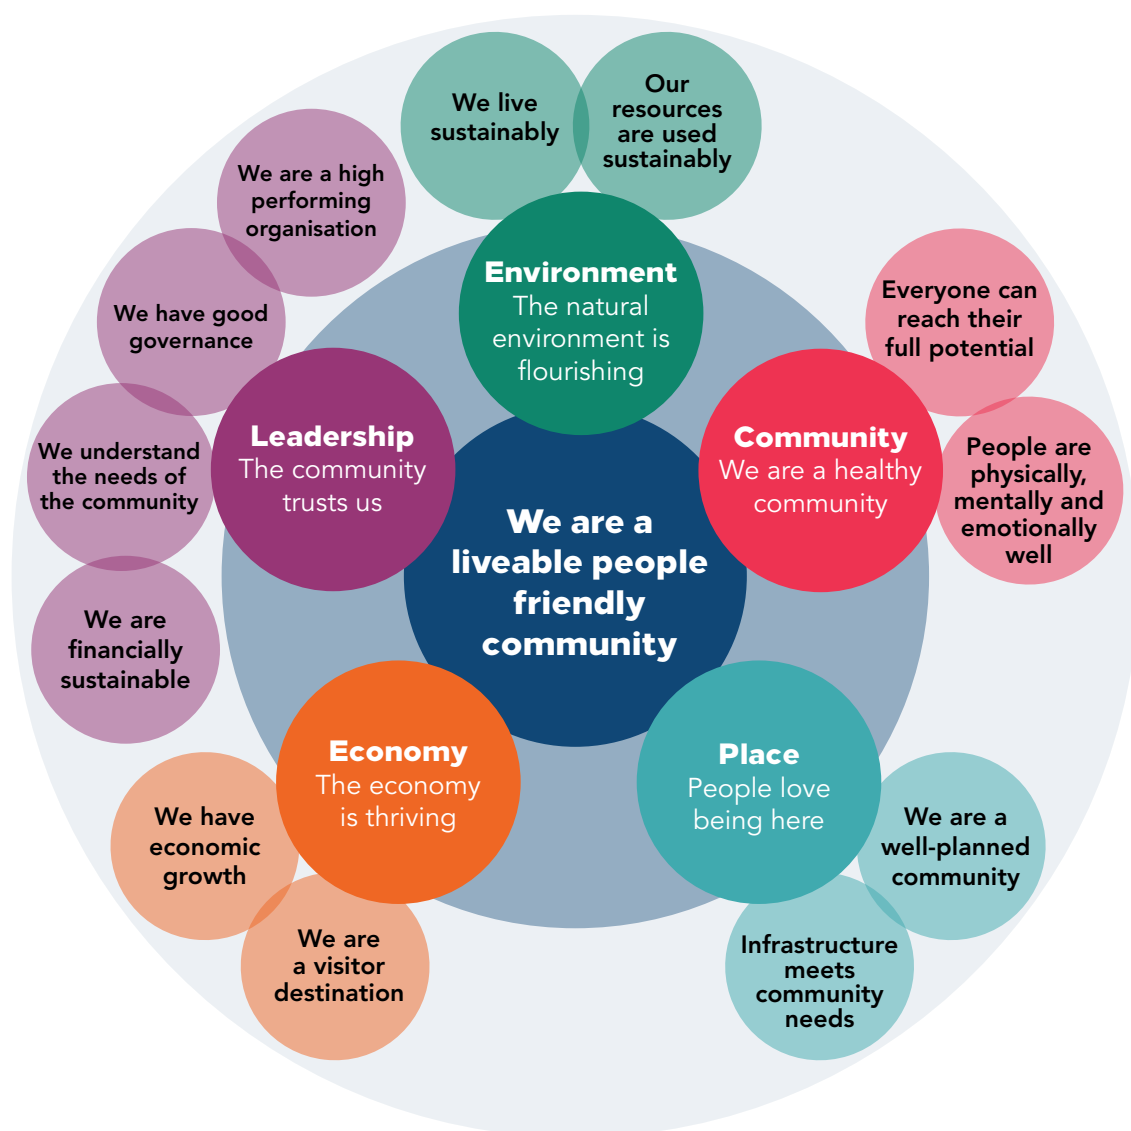 We live
sustainably
Our
resources
are used
sustainably
We are a high
performing
organisation
We have good
governance
We understand
the needs of
the community
We are
financially
sustainable
Environment
The natural
environment is
flourishing
Everyone can
reach their
full potential
People are
physically,
mentally and
emotionally
well
Leadership
The community
trusts us
Community
We are a healthy
community
We are a
liveable people
friendly
community
Economy
The economy
is thriving
Place
People love
being here
We have
economic
growth
We are
a visitor
destination
We are a
well-planned
community
Infrastructure
meets
community
needs